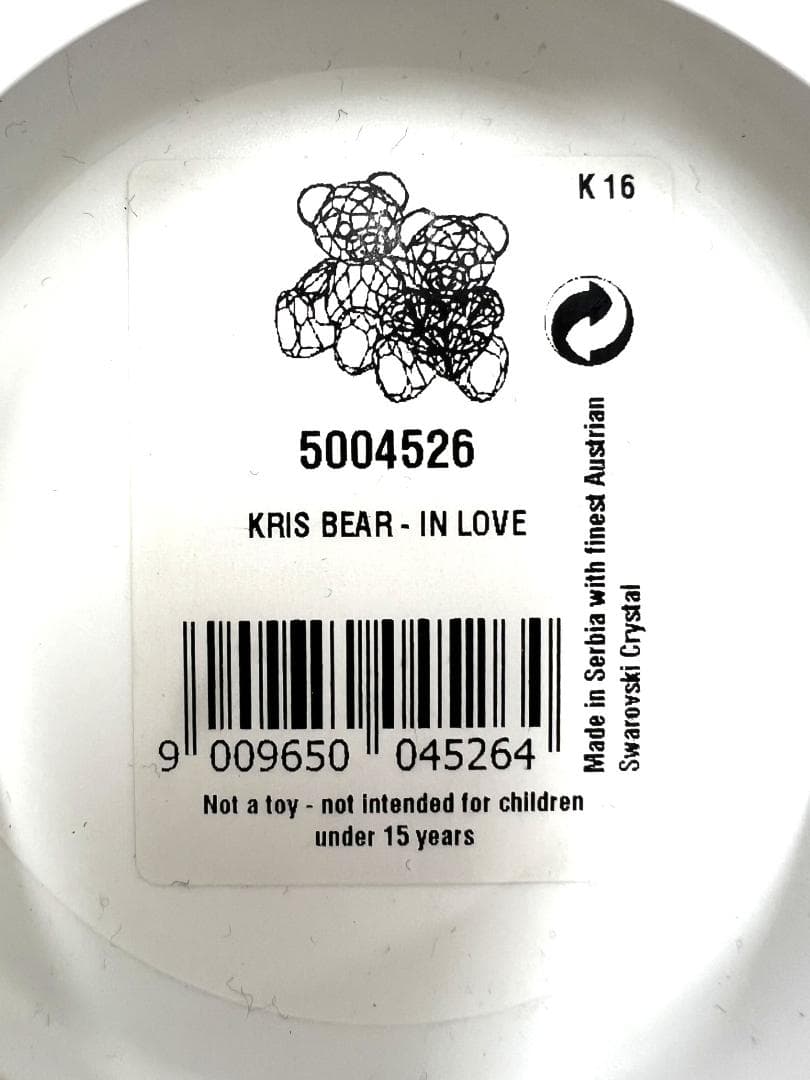 K 16
5004526
KRIS BEAR - IN LOVE
Made in Serbia with finest Austrian
Swarovski Crystal
9 009650 045264
Not a toy - not intended for children
under 15 years